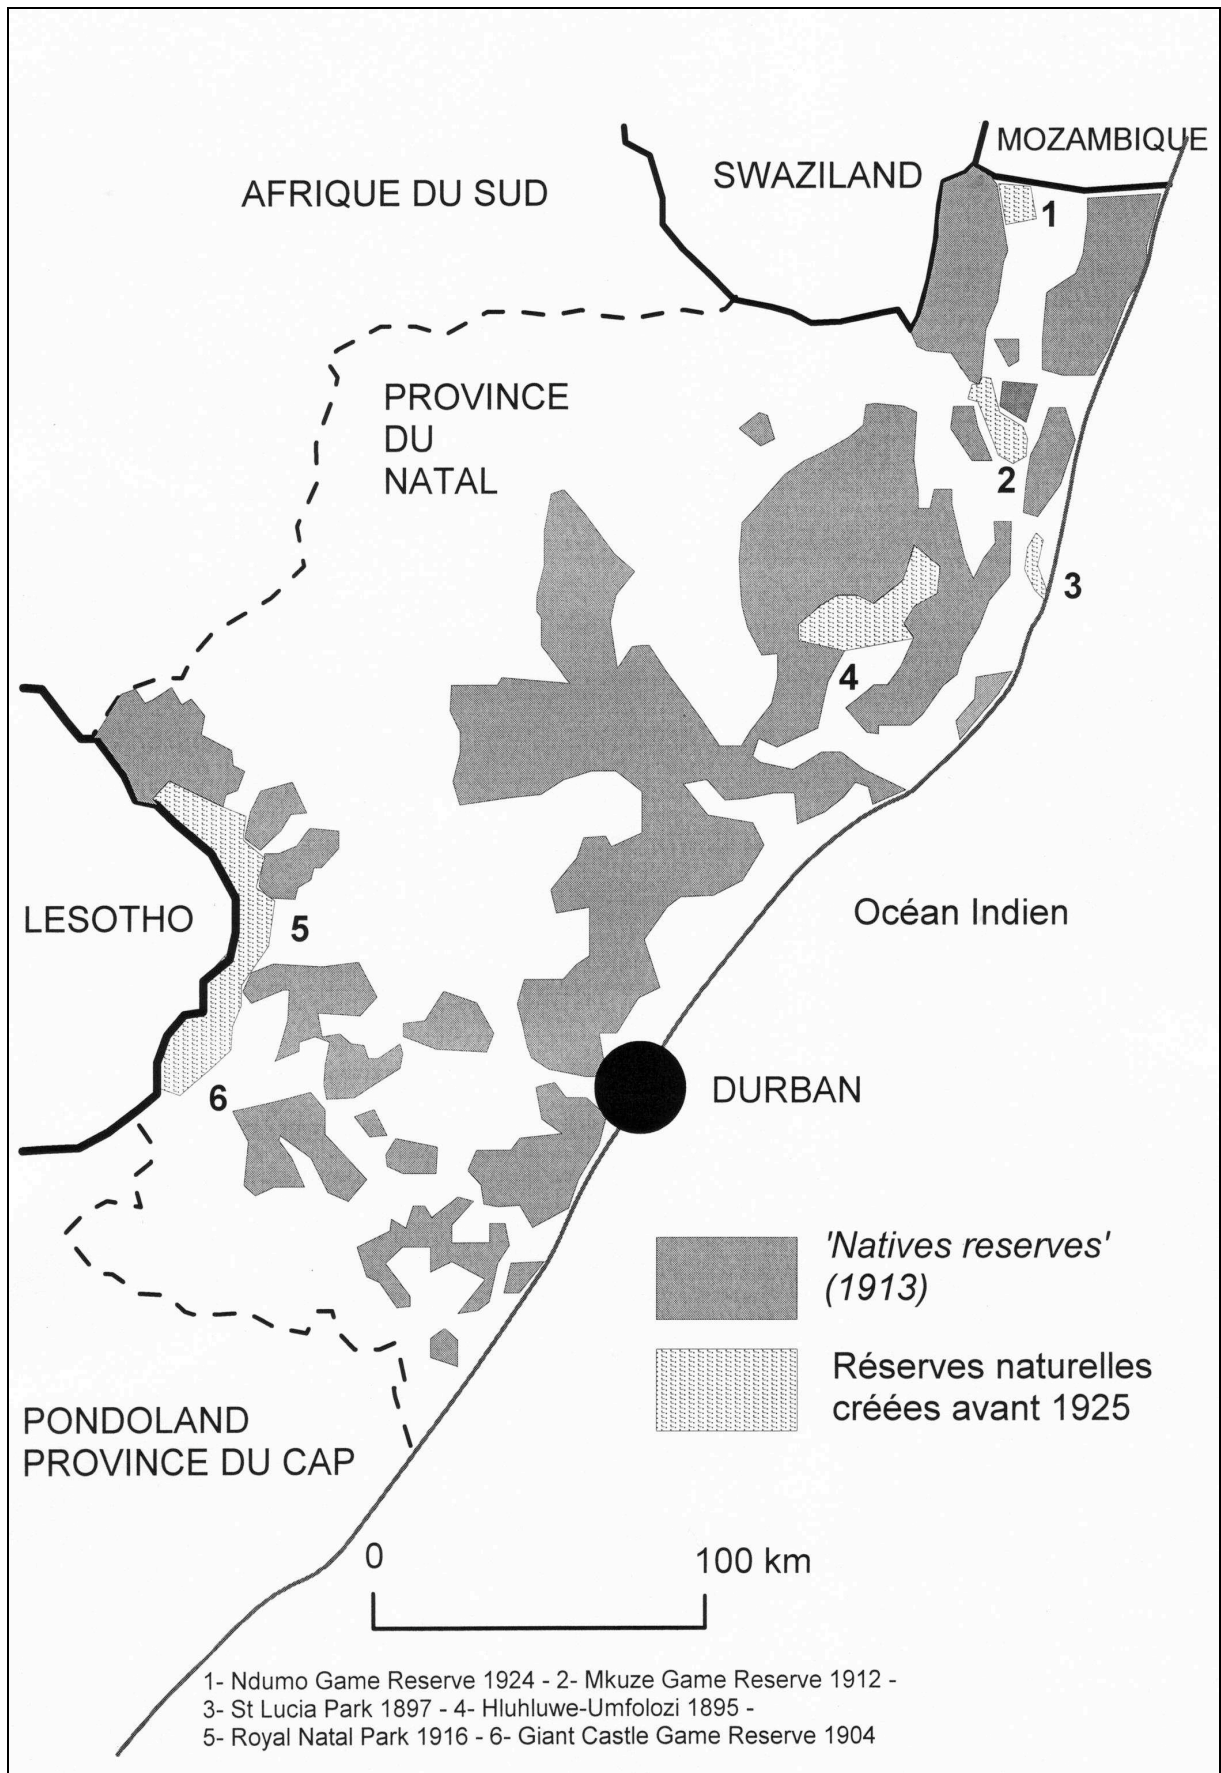 MOZAMBIQUE
SWAZILAND
AFRIQUE DU SUD
1
PROVINCE
DU
NATAL
2
3
4
LESOTHO
5
Océan Indien
6
DURBAN
'Natives reserves'
(1913)
Réserves naturelles
créées avant 1925
PONDOLAND
PROVINCE DU CAP
0
100 km
1- Ndumo Game Reserve 1924 - 2- Mkuze Game Reserve 1912 -
3- St Lucia Park 1897 - 4- Hluhluwe-Umfolozi 1895 -
5- Royal Natal Park 1916 - 6- Giant Castle Game Reserve 1904